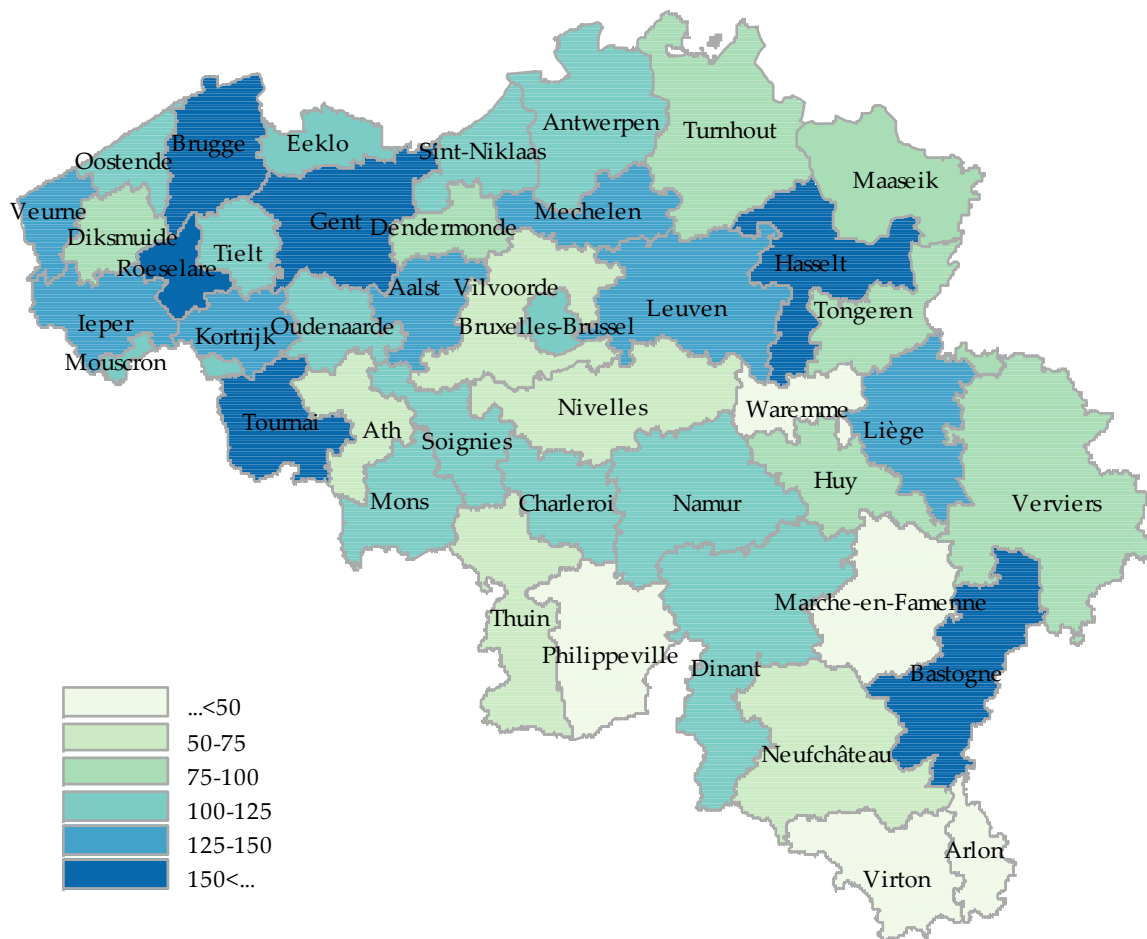 Antwerpen
Turnhout
Brugge
Eeklo
Sint-Niklaas
Oostende
Maaseik
Veurne
Gent
Mechelen
Dendermonde
Diksmuide
Tielt
Roeselare
Hasselt
Aalst
Vilvoorde
Leuven
Tongeren
Ieper
Kortrijk
Oudenaarde
Bruxelles-Brussel
Mouscron
Nivelles
Waremme
Tournai
Ath
Soignies
Liège
Huy
Mons
Charleroi
Namur
Verviers
Marche-en-Famenne
Thuin
Philippeville
Dinant
Bastogne
Neufchâteau
Arlon
Virton
...<50
50-75
75-100
100-125
125-150
150<...